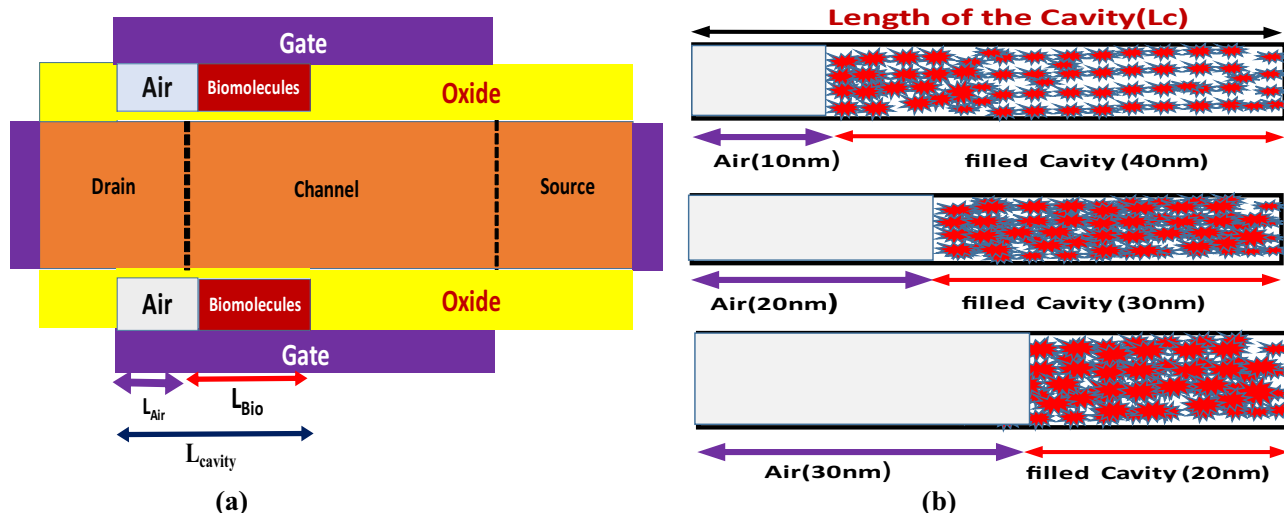 Gate
Air
Biomolecules
Oxide
Drain
Channel
Source
Air
Biomolecules
Oxide
Gate
LAir
LBio
Lcavity
(a)
Length of the Cavity(Lc)
Air(10nm)
filled Cavity (40nm)
Air(20nm)
filled Cavity (30nm)
Air(30nm)
filled Cavity (20nm)
(b)